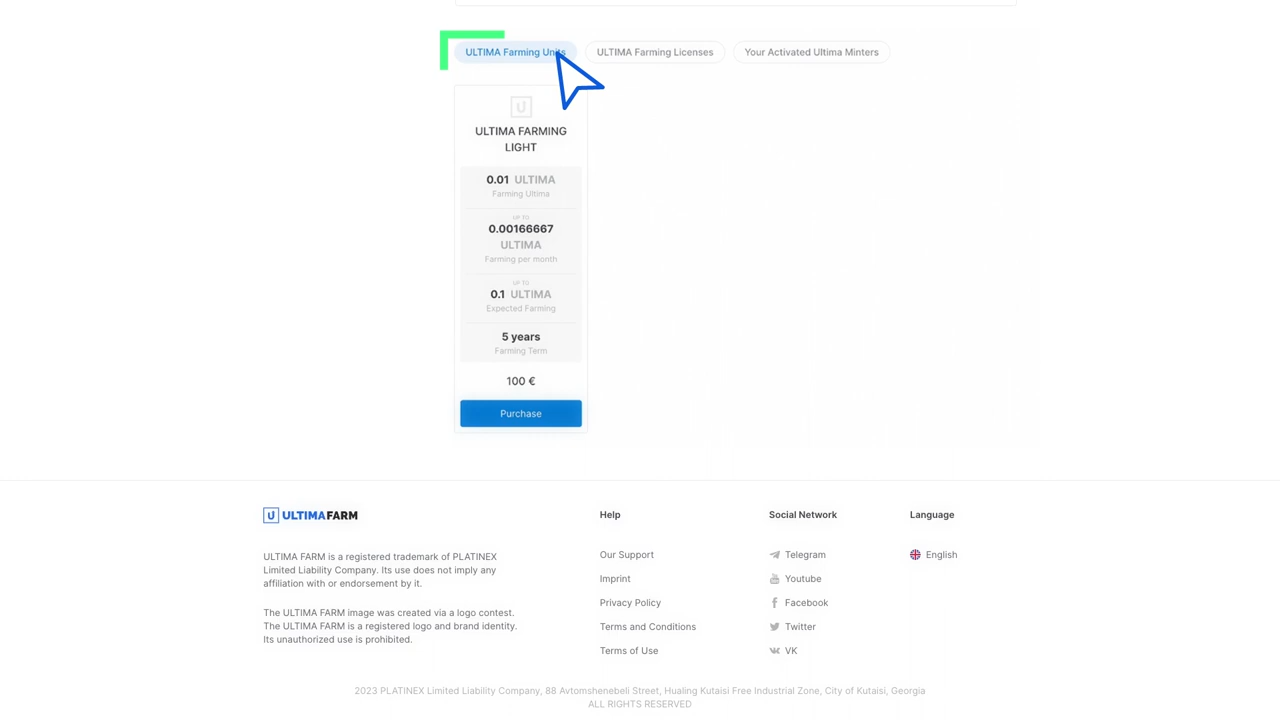 ULTIMA Farming Units
ULTIMA Farming Licenses
Your Activated Ultima Minters
ULTIMA FARMING
LIGHT
0.01 ULTIMA
Farming Ultima
UP TO
0.00166667
ULTIMA
Farming per month
UP TO
0.1 ULTIMA
Expected Farming
5 years
Farming Term
100 €
Purchase
ULTIMAFARM
ULTIMA FARM is a registered trademark of PLATINEX
Limited Liability Company. Its use does not imply any
affiliation with or endorsement by it.
The ULTIMA FARM image was created via a logo contest.
The ULTIMA FARM is a registered logo and brand identity.
Its unauthorized use is prohibited.
Help
Our Support
Imprint
Privacy Policy
Terms and Conditions
Terms of Use
Social Network
Telegram
Youtube
Facebook
Twitter
VK
Language
English
2023 PLATINEX Limited Liability Company, 88 Avtomshenebeli Street, Hualing Kutaisi Free Industrial Zone, City of Kutaisi, Georgia
ALL RIGHTS RESERVED